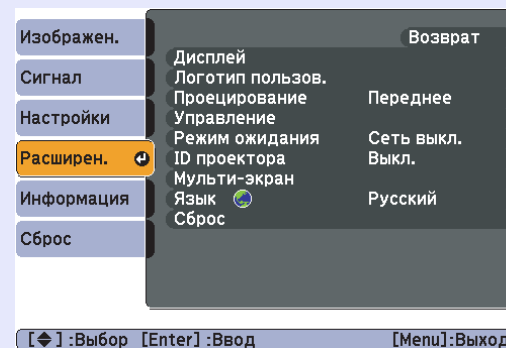 Изображен.
Сигнал
Настройки
Расширен.
Информация
Сброс
Возврат
Дисплей
Логотип пользов.
Проецирование Переднее
Управление
Режим ожидания Сеть выкл.
ID проектора Выкл.
Мульти-экран
Язык Русский
Сброс
[◆] :Выбор [Enter] :Ввод [Menu]:Выход